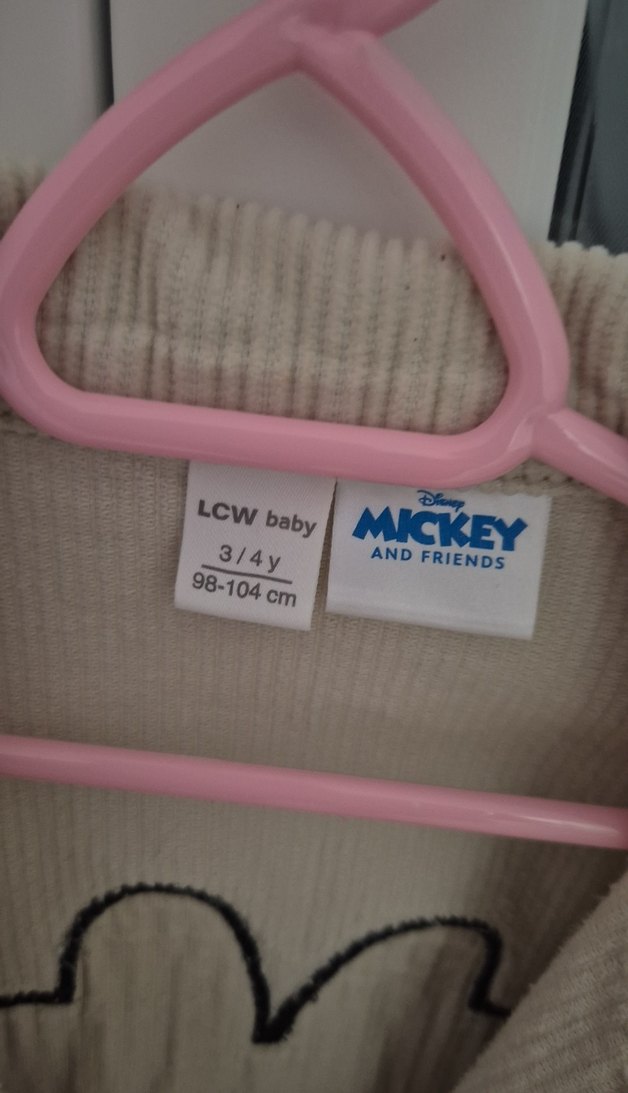 LCW baby
3/4 y
98-104 cm
Disney
MICKEY
AND FRIENDS